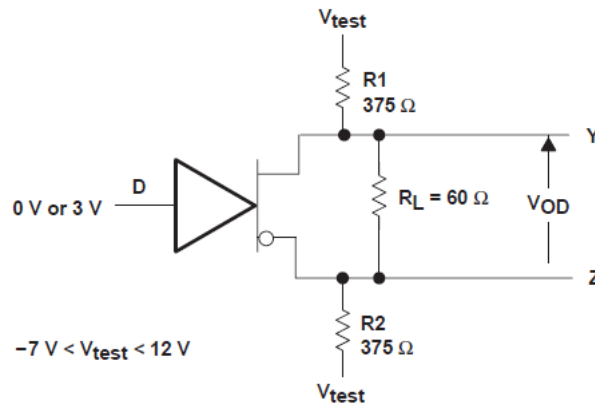 Vtest
R1
375 Ω
Y
D
0 V or 3 V
RL = 60 Ω
VOD
Z
R2
375 Ω
−7 V < Vtest < 12 V
Vtest